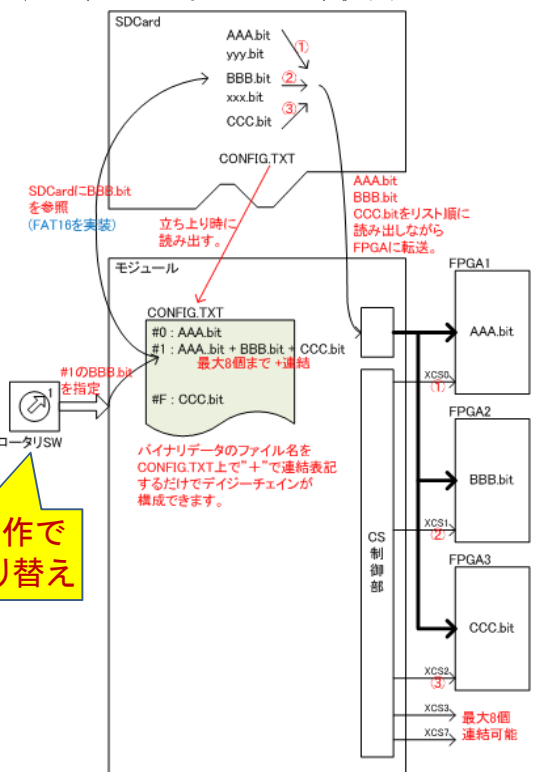 SDCard
AAA.bit
yyy.bit
①
BBB.bit
②
xxx.bit
③
CCC.bit
CONFIG.TXT
SDCardにBBB.bit
を参照
(FAT16を実装)
立ち上り時に
読み出す。
AAA.bit
BBB.bit
CCC.bitをリスト順に
読み出しながら
FPGAに転送。
モジュール
CONFIG.TXT
#0 : AAA.bit
#1 : AAA..bit + BBB.bit + CCC.bit
最大8個まで +連結
#F : CCC.bit
#1のBBB.bit
を指定
1
ロータリSW
バイナリデータのファイル名を
CONFIG.TXT上で"＋"で連結表記
するだけでデイジーチェインが
構成できます。
作で
り替え
CS
制
御
部
FPGA1
AAA.bit
XCS0
①
FPGA2
BBB.bit
XCS1
②
FPGA3
CCC.bit
XCS2
③
XCS3
XCS7
最大8個
連結可能